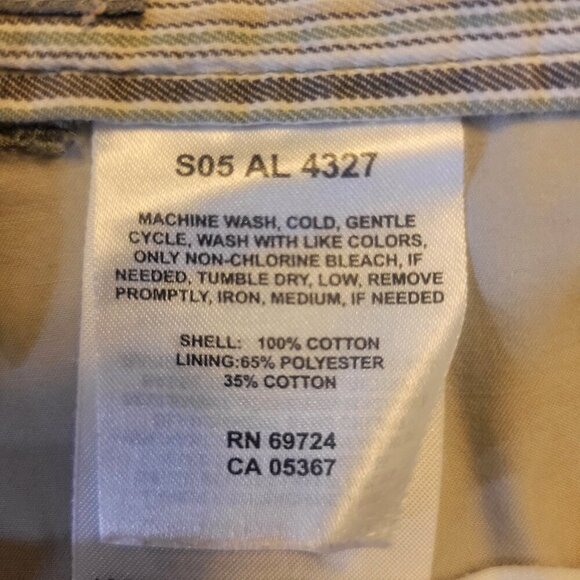 S05 AL 4327
MACHINE WASH, COLD, GENTLE
CYCLE, WASH WITH LIKE COLORS,
ONLY NON-CHLORINE BLEACH, IF
NEEDED, TUMBLE DRY, LOW, REMOVE
PROMPTLY, IRON, MEDIUM, IF NEEDED
SHELL: 100% COTTON
LINING:65% POLYESTER
35% COTTON
RN 69724
CA 05367